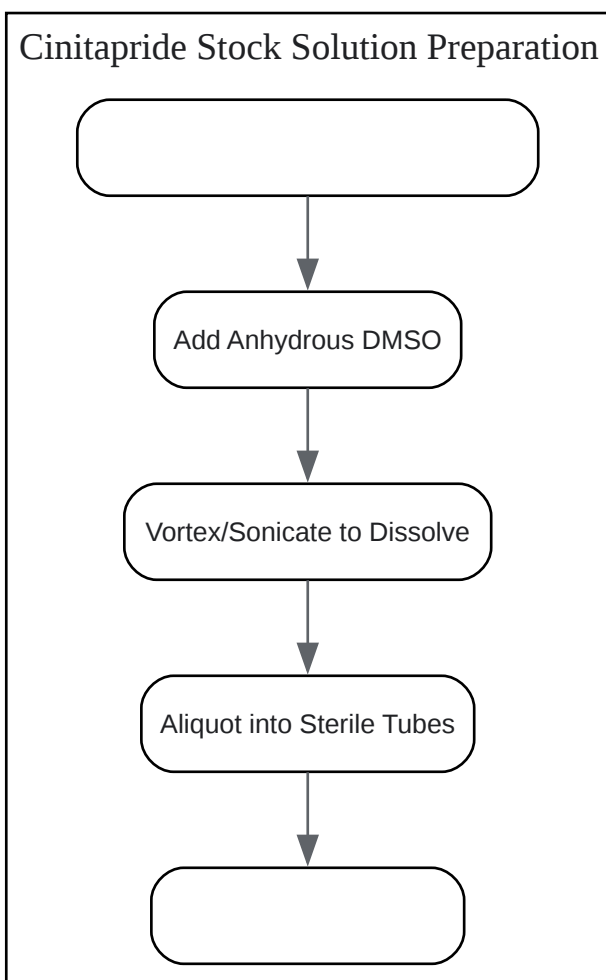 Cinitapride Stock Solution Preparation
Add Anhydrous DMSO
Vortex/Sonicate to Dissolve
Aliquot into Sterile Tubes